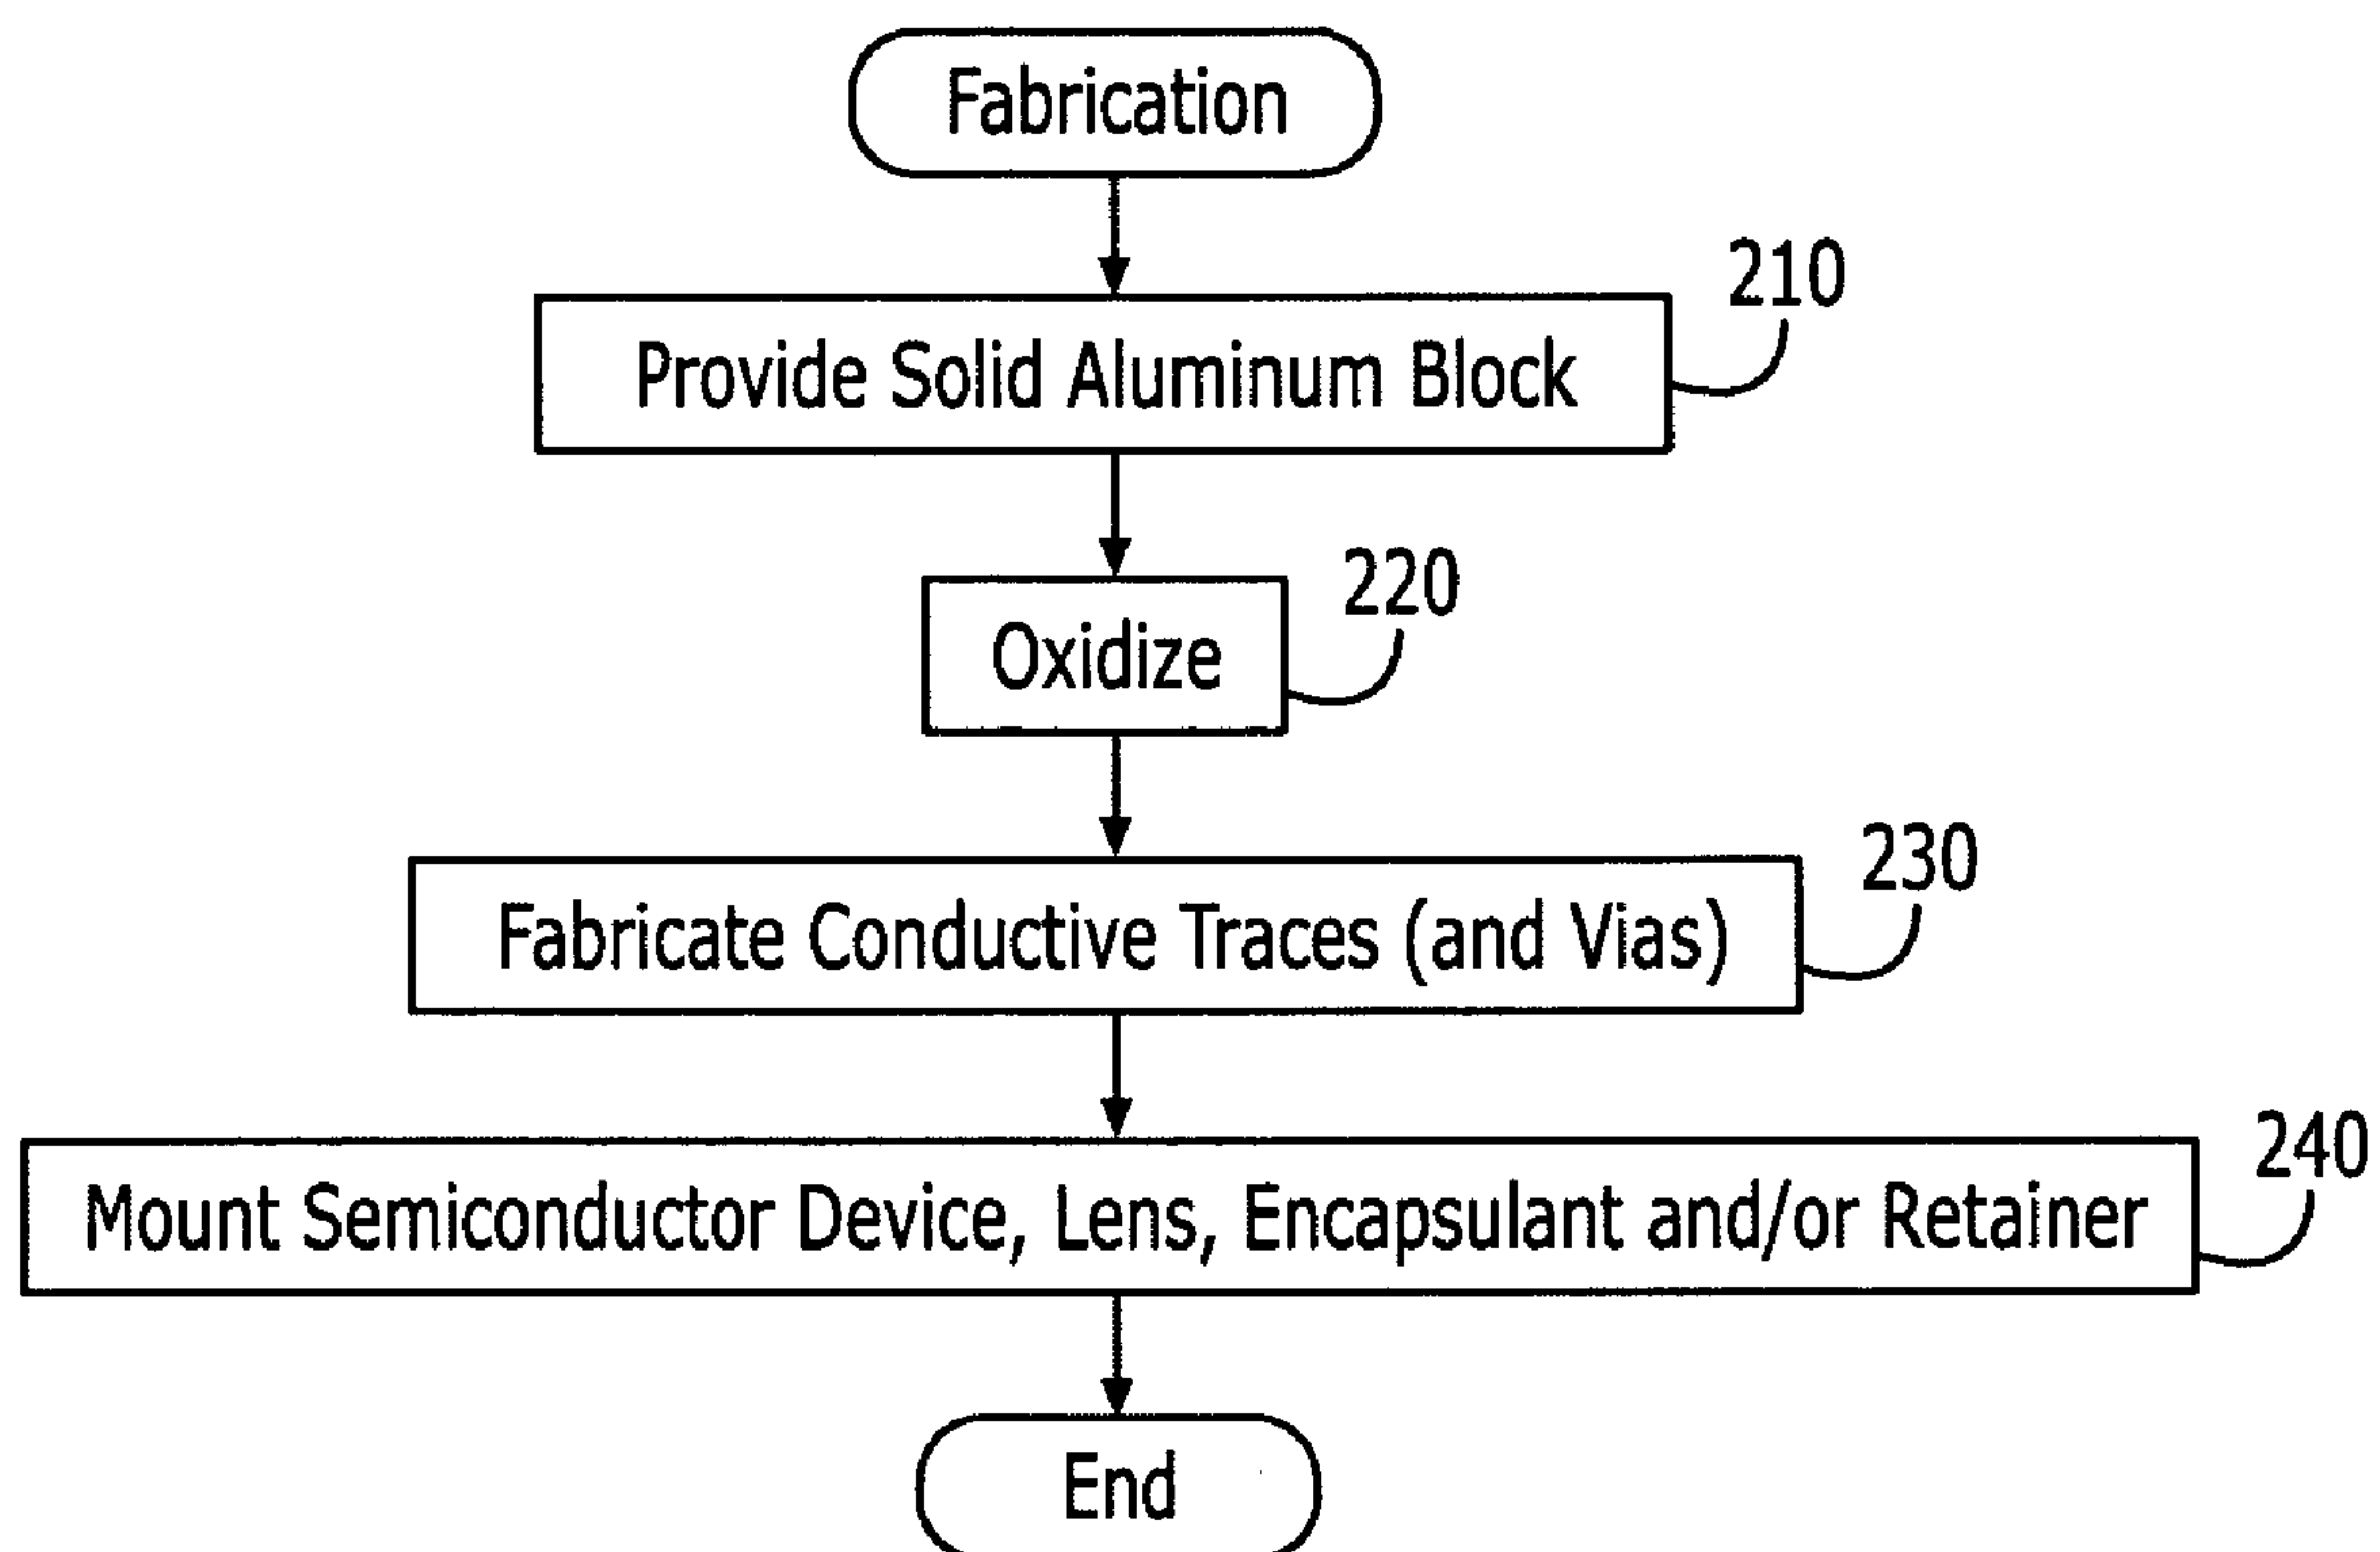 Fabrication
210
Provide Solid Aluminum Block
220
Oxidize
230
Fabricate Conductive Traces (and Vias)
240
Mount Semiconductor Device, Lens, Encapsulant and/or Retainer
End